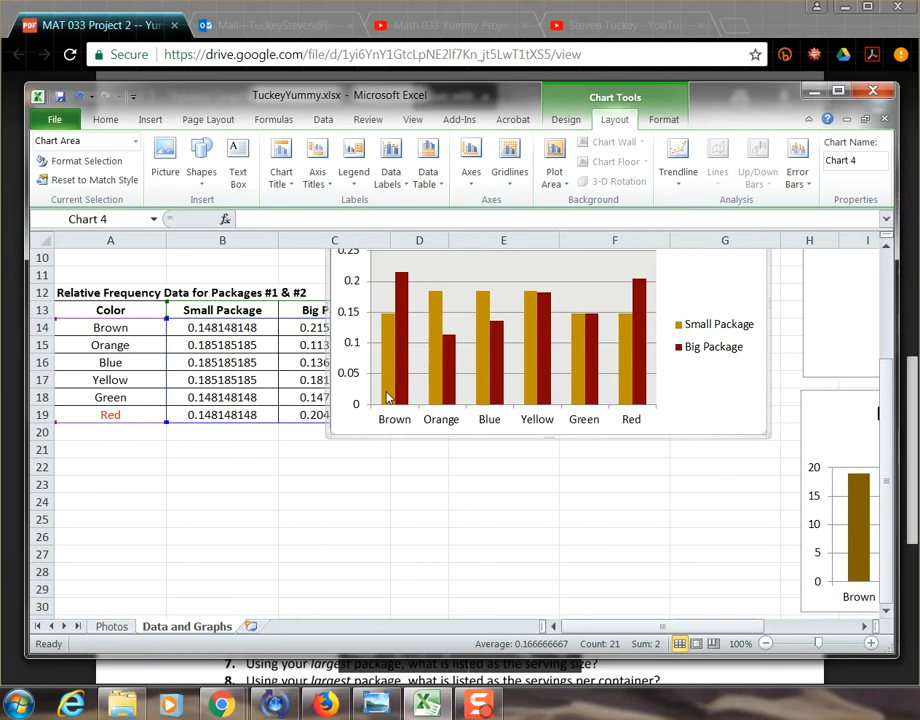 MAT 033 Project 2 -- Yu
Mail - TuckeySteven@j
Math 033 Yummy Proj
Steven Tuckey - YouTu
Secure
https://drive.google.com/file/d/1yi6YnY1GtcLpNE2lf7Kn_jt5LwT1tXS5/view
TuckeyYummy.xlsx - Microsoft Excel
Chart Tools
File Home Insert Page Layout Formulas Data Review View Add-Ins Acrobat Design Layout Format
Chart Area
Format Selection
Reset to Match Style
Current Selection
Picture Shapes Text Box
Insert
Chart Title Axis Titles Legend Data Labels Data Table
Labels
Axes Gridlines
Axes
Plot Area
Chart Wall
Chart Floor
3-D Rotation
Background
Trendline Lines Up/Down Bars Error Bars
Analysis
Chart Name:
Chart 4
Properties
Chart 4
fx
A B C D E F G H I
10
11
12 Relative Frequency Data for Packages #1 & #2
13 Color Small Package Big P
14 Brown 0.148148148 0.215
15 Orange 0.185185185 0.113
16 Blue 0.185185185 0.136
17 Yellow 0.185185185 0.181
18 Green 0.148148148 0.147
19 Red 0.148148148 0.204
20
21
22
23
24
25
26
27
28
29
30
0.25
0.2
0.15
0.1
0.05
0
Brown Orange Blue Yellow Green Red
Small Package
Big Package
20
15
10
5
0
Brown
Photos Data and Graphs
Ready
Average: 0.166666667 Count: 21 Sum: 2
100%
7. Using your largest package, what is listed as the serving size?
8. Using your largest package, what is listed as the servings per container?